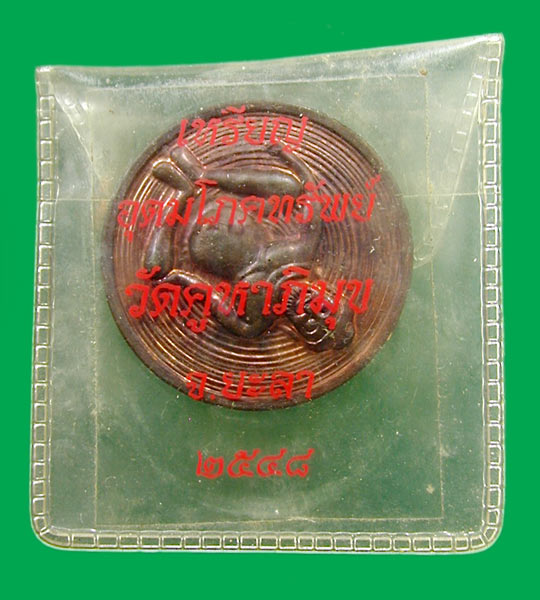 เหรียญ
อุดมโภคทรัพย์
วัดคูหาภิมุข
จ.ยะลา
๒๕๔๘